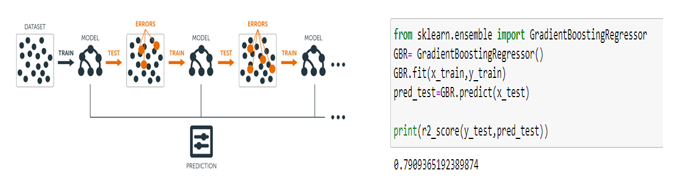 DATASET
MODEL
ERRORS
MODEL
ERRORS
MODEL
TRAIN
TEST
TRAIN
TEST
TRAIN
PREDICTION
from sklearn.ensemble import GradientBoostingRegressor
GBR= GradientBoostingRegressor()
GBR.fit(x_train,y_train)
pred_test=GBR.predict(x_test)
print(r2_score(y_test,pred_test))
0.7909365192389874